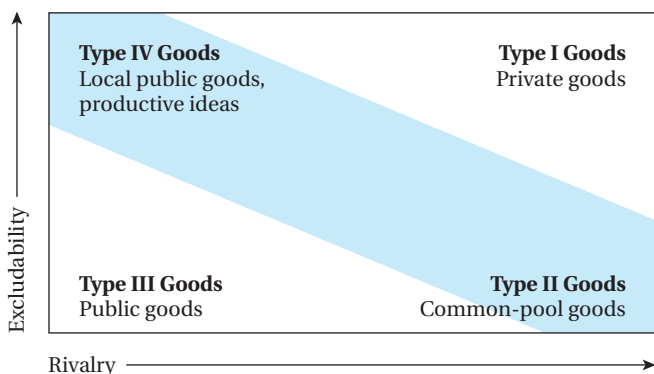 Type IV Goods
Local public goods,
productive ideas
Type I Goods
Private goods
Type III Goods
Public goods
Type II Goods
Common-pool goods
Excludability
Rivalry